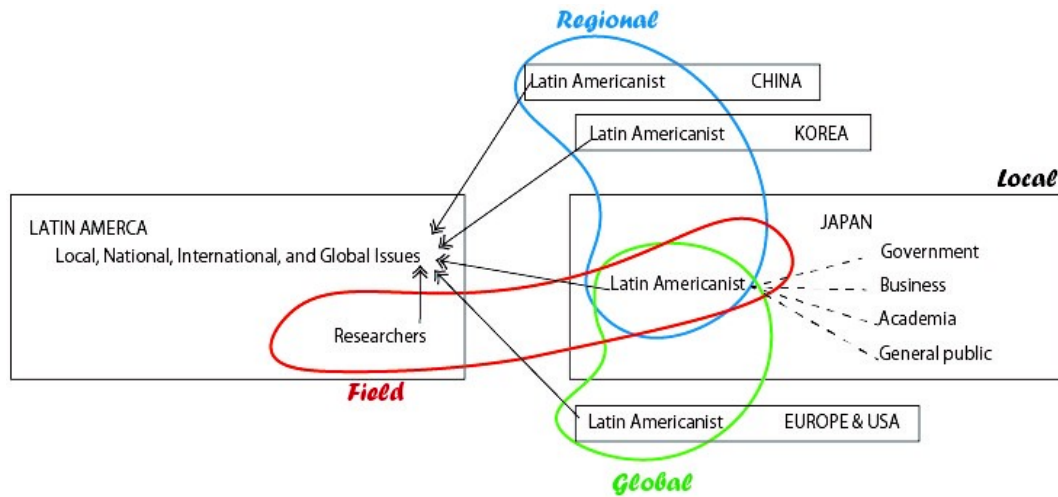 Regional
Latin Americanist CHINA
Latin Americanist KOREA
Local
LATIN AMERCA
Local, National, International, and Global Issues
Researchers
Field
JAPAN
Latin Americanist
Government
Business
Academia
General public
Latin Americanist EUROPE & USA
Global